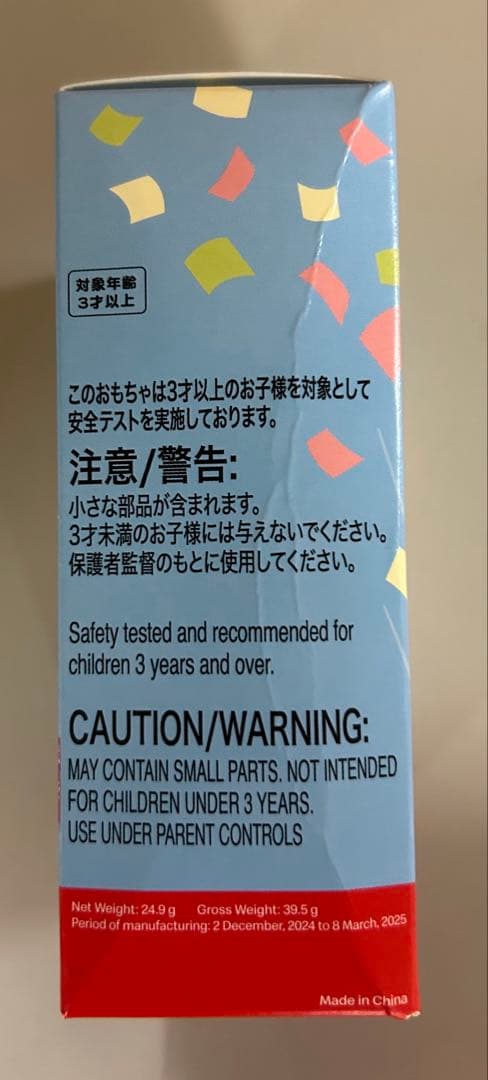 対象年齢
3才以上
このおもちゃは3才以上のお子様を対象として
安全テストを実施しております。
注意/警告:
小さな部品が含まれます。
3才未満のお子様には与えないでください。
保護者監督のもとに使用してください。
Safety tested and recommended for
children 3 years and over.
CAUTION/WARNING:
MAY CONTAIN SMALL PARTS. NOT INTENDED
FOR CHILDREN UNDER 3 YEARS.
USE UNDER PARENT CONTROLS
Net Weight: 24.9 g Gross Weight: 39.5 g
Period of manufacturing: 2 December, 2024 to 8 March, 2025
Made in China